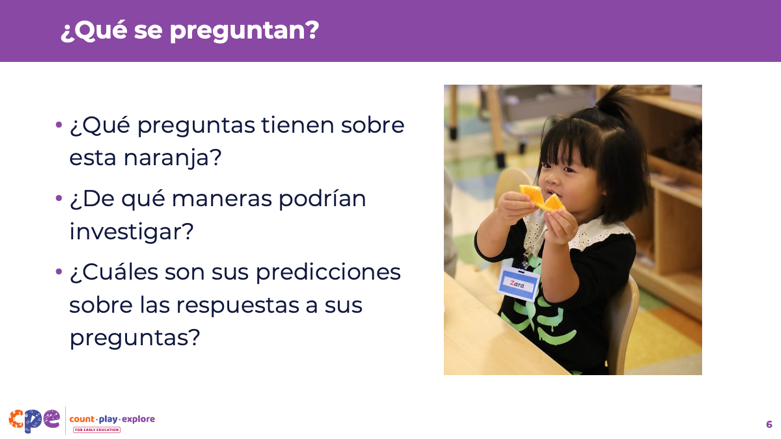 ¿Qué se preguntan?
• ¿Qué preguntas tienen sobre
esta naranja?
• ¿De qué maneras podrían
investigar?
• ¿Cuáles son sus predicciones
sobre las respuestas a sus
preguntas?
Zara
cpe
count·play·explore
FOR EARLY EDUCATION
6